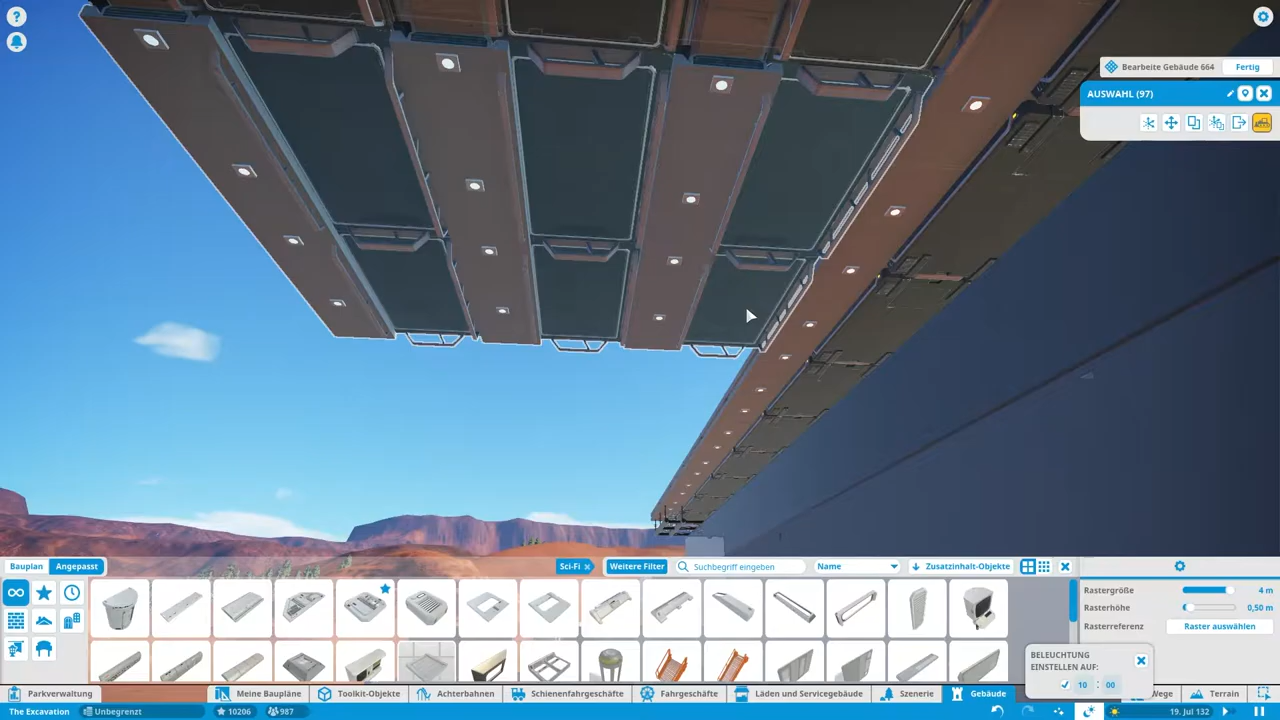 Bearbeite Gebäude 664 Fertig
AUSWAHL (97)
Bauplan Angepasst Sci-Fi × Weitere Filter Suchbegriff eingeben Name Zusatzinhalt-Objekte
Rastergröße 4 m
Rasterhöhe 0,50 m
Rasterreferenz Raster auswählen
BELEUCHTUNG
EINSTELLEN AUF:
10 : 00
Parkverwaltung Meine Baupläne Toolkit-Objekte Achterbahnen Schienenfahrgeschäfte Fahrgeschäfte Läden und Servicegebäude Szenerie Gebäude Wege Terrain
The Excavation Unbegrenzt 10206 987 19. Jul 132